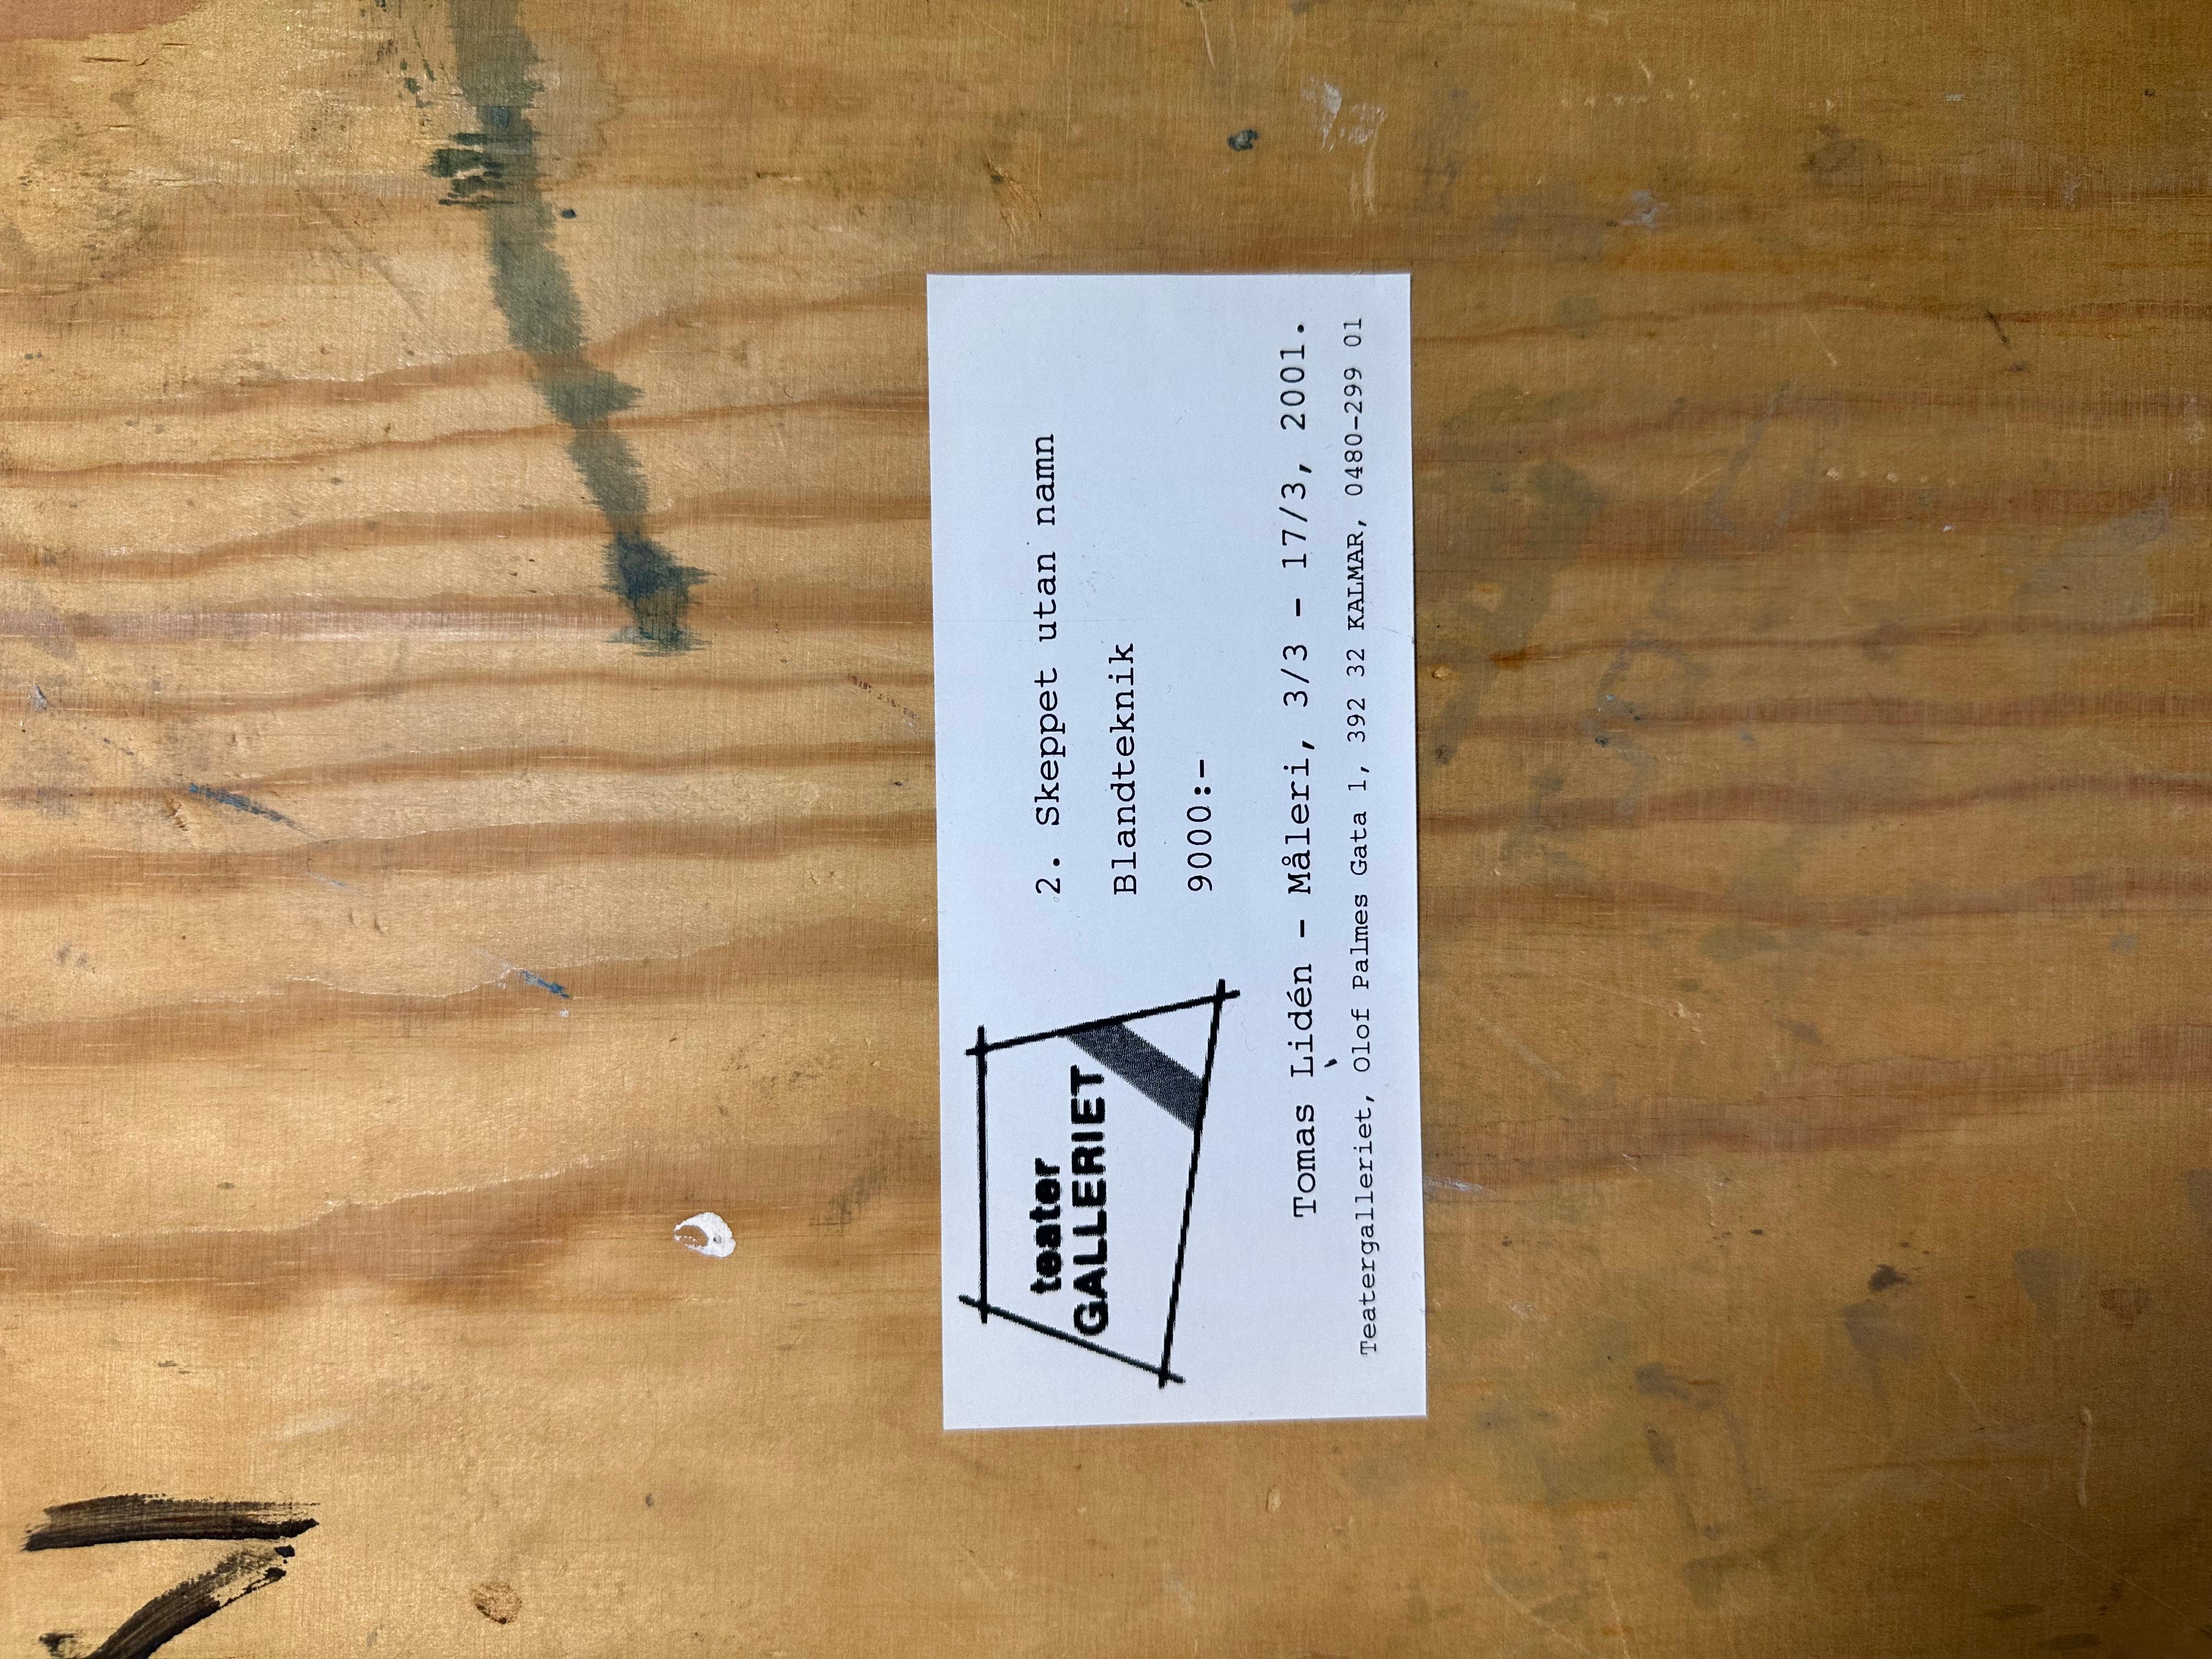 teater
GALLERIET
2. Skeppet utan namn
Blandteknik
9000:-
Tomas Lidén - Måleri, 3/3 - 17/3, 2001.
Teatergalleriet, Olof Palmes Gata 1, 392 32 KALMAR, 0480-299 01